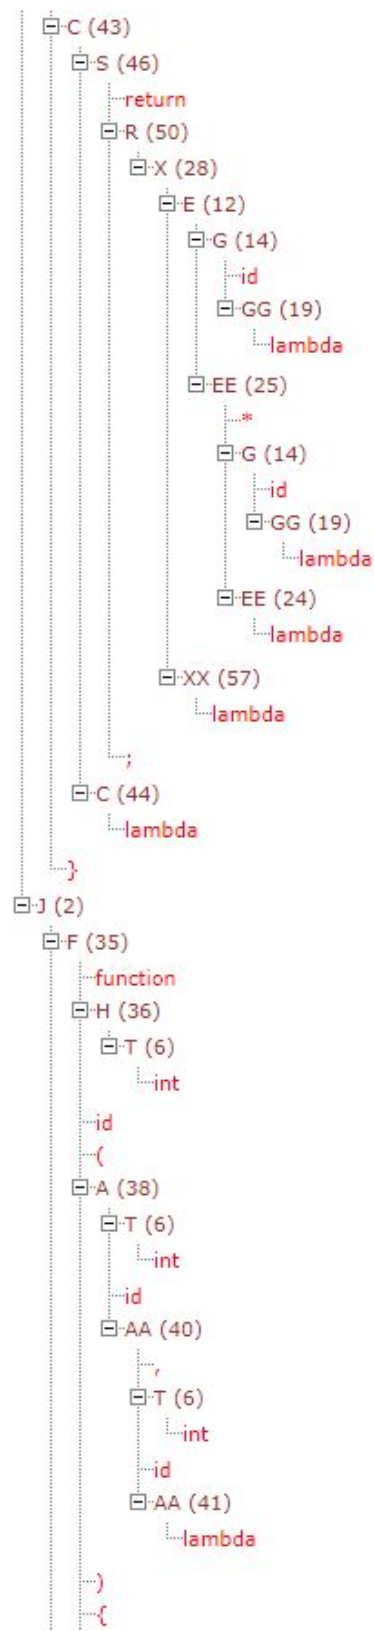 C (43)
S (46)
return
R (50)
X (28)
E (12)
G (14)
id
GG (19)
lambda
EE (25)
*
G (14)
id
GG (19)
lambda
EE (24)
lambda
XX (57)
lambda
;
C (44)
lambda
}
J (2)
F (35)
function
H (36)
T (6)
int
id
(
A (38)
T (6)
int
id
AA (40)
,
T (6)
int
id
AA (41)
lambda
)
{